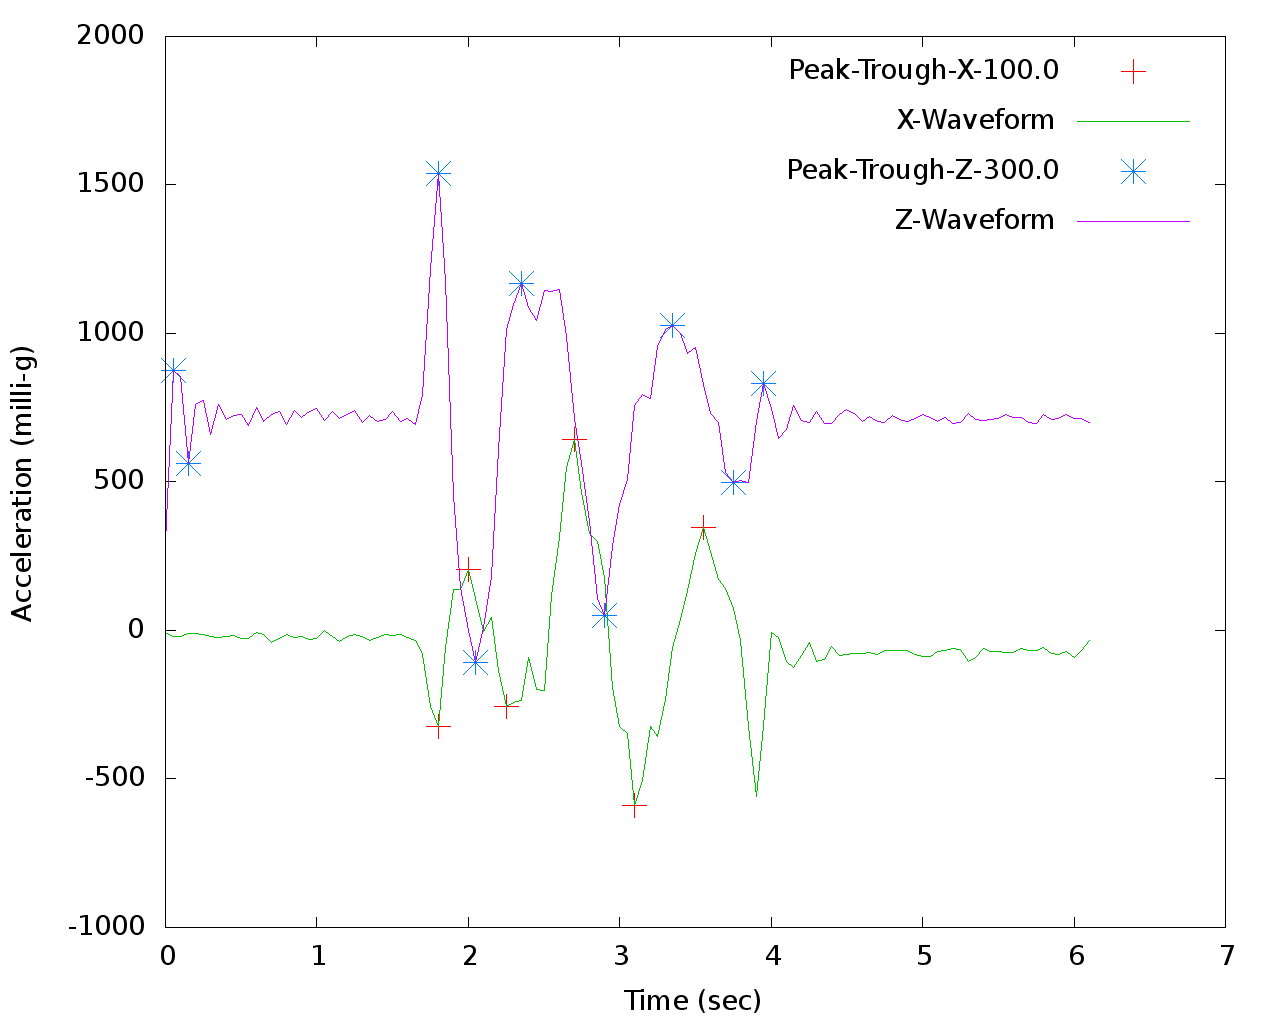 2000
1500
1000
500
0
-500
-1000
Acceleration (milli-g)
Peak-Trough-X-100.0
X-Waveform
Peak-Trough-Z-300.0
Z-Waveform
0 1 2 3 4 5 6 7
Time (sec)